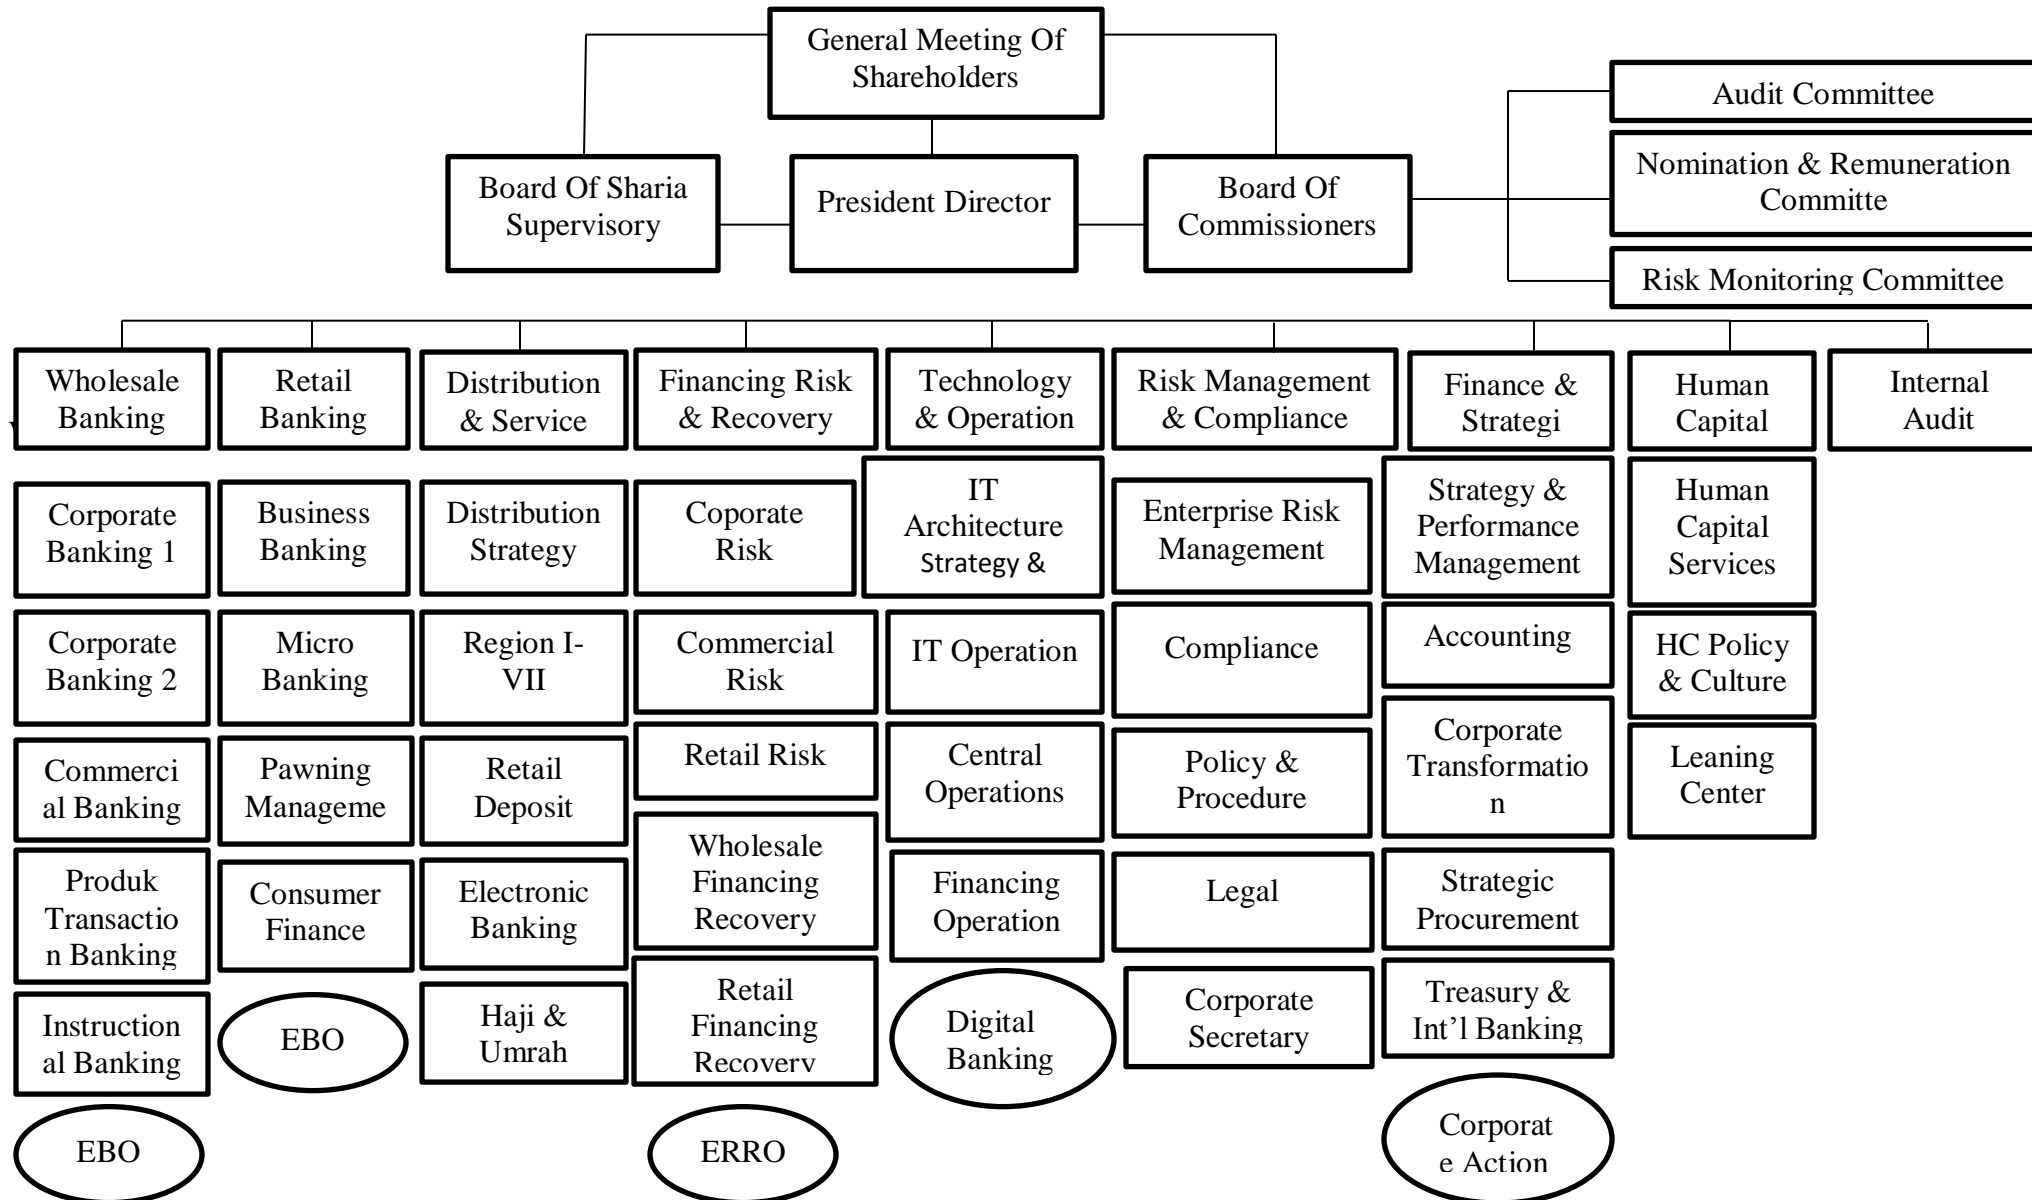 General Meeting Of
Shareholders
Audit Committee
Nomination & Remuneration
Committe
Risk Monitoring Committee
Board Of Sharia
Supervisory
President Director
Board Of
Commissioners
Wholesale
Banking
Retail
Banking
Distribution
& Service
Financing Risk
& Recovery
Technology
& Operation
Risk Management
& Compliance
Finance &
Strategi
Human
Capital
Internal
Audit
Corporate
Banking 1
Business
Banking
Distribution
Strategy
Coporate
Risk
IT
Architecture
Strategy &
Enterprise Risk
Management
Strategy &
Performance
Management
Human
Capital
Services
Corporate
Banking 2
Micro
Banking
Region I-
VII
Commercial
Risk
IT Operation
Compliance
Accounting
HC Policy
& Culture
Commerci
al Banking
Pawning
Manageme
Retail
Deposit
Retail Risk
Central
Operations
Policy &
Procedure
Corporate
Transformatio
n
Leaning
Center
Produk
Transactio
n Banking
Consumer
Finance
Electronic
Banking
Wholesale
Financing
Recovery
Financing
Operation
Legal
Strategic
Procurement
Instruction
al Banking
EBO
Haji &
Umrah
Retail
Financing
Recovery
Digital
Banking
Corporate
Secretary
Treasury &
Int’l Banking
EBO
ERRO
Corporat
e Action